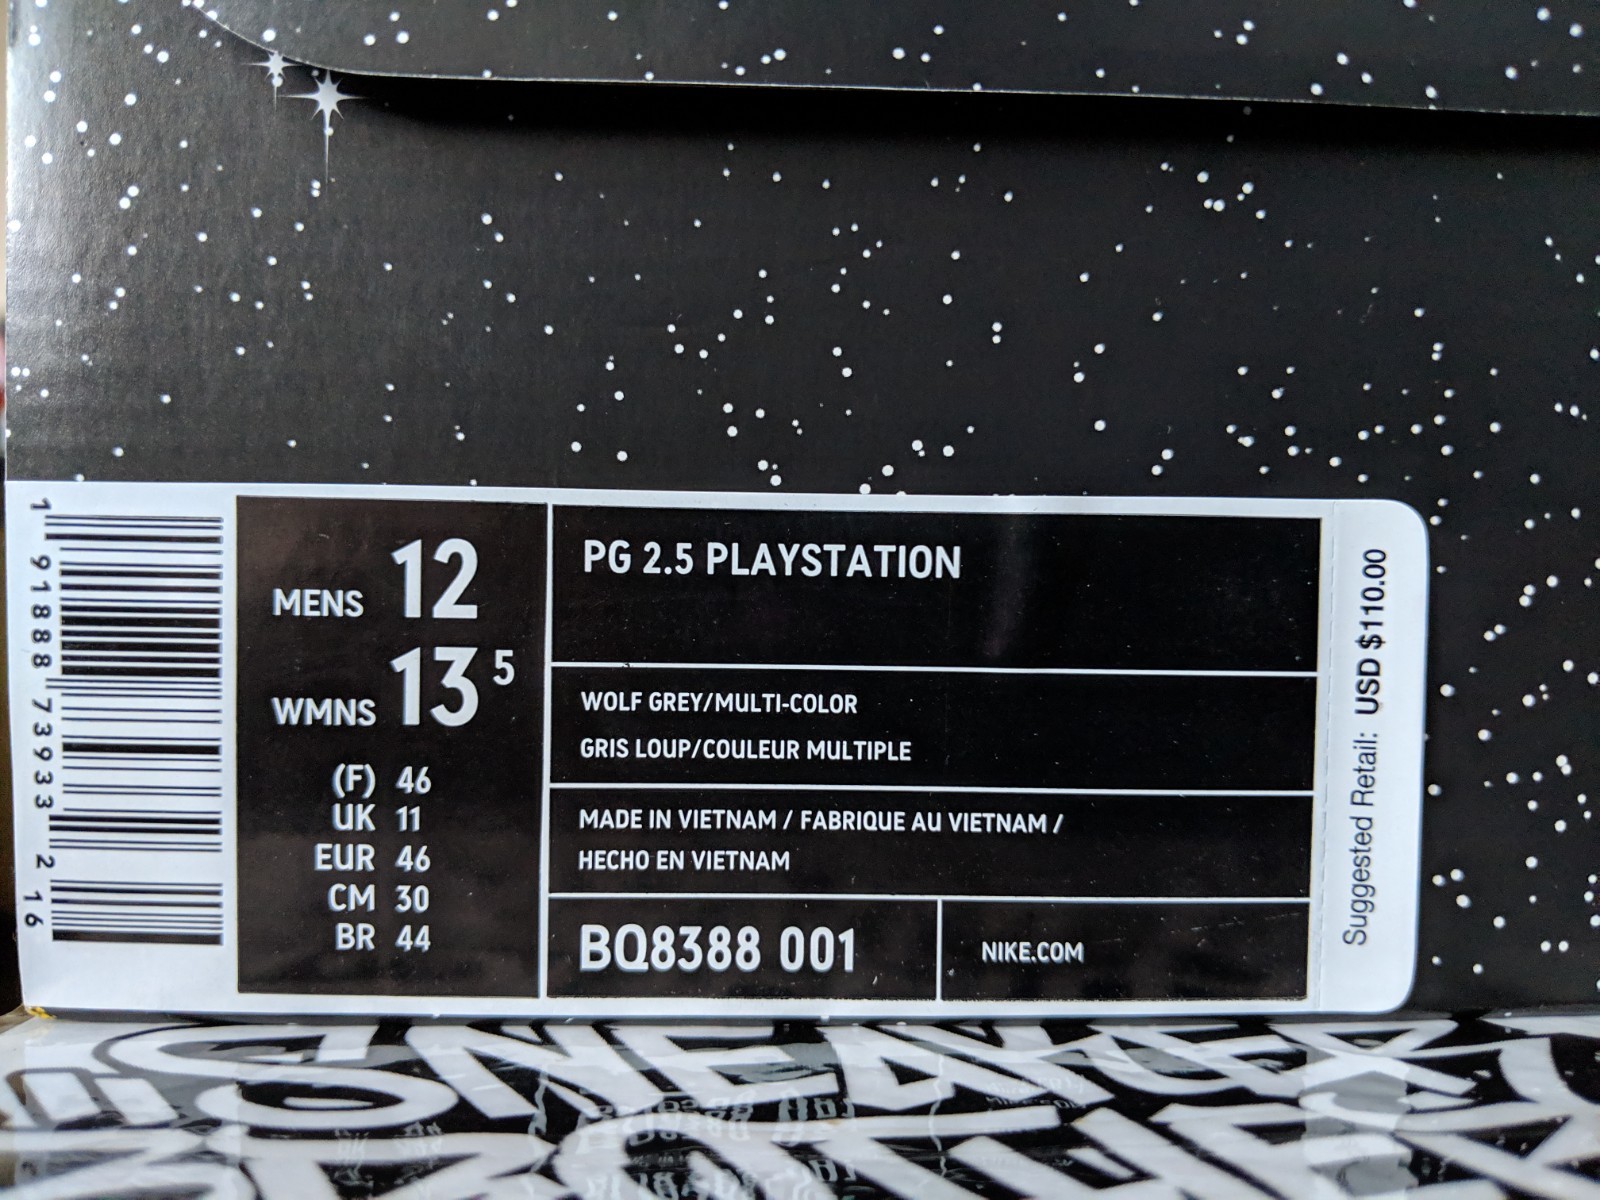 1 91888 73933 2 16
MENS 12
WMNS 13 5
(F) 46
UK 11
EUR 46
CM 30
BR 44
PG 2.5 PLAYSTATION
WOLF GREY/MULTI-COLOR
GRIS LOUP/COULEUR MULTIPLE
MADE IN VIETNAM / FABRIQUE AU VIETNAM /
HECHO EN VIETNAM
BQ8388 001
NIKE.COM
Suggested Retail: USD $110.00